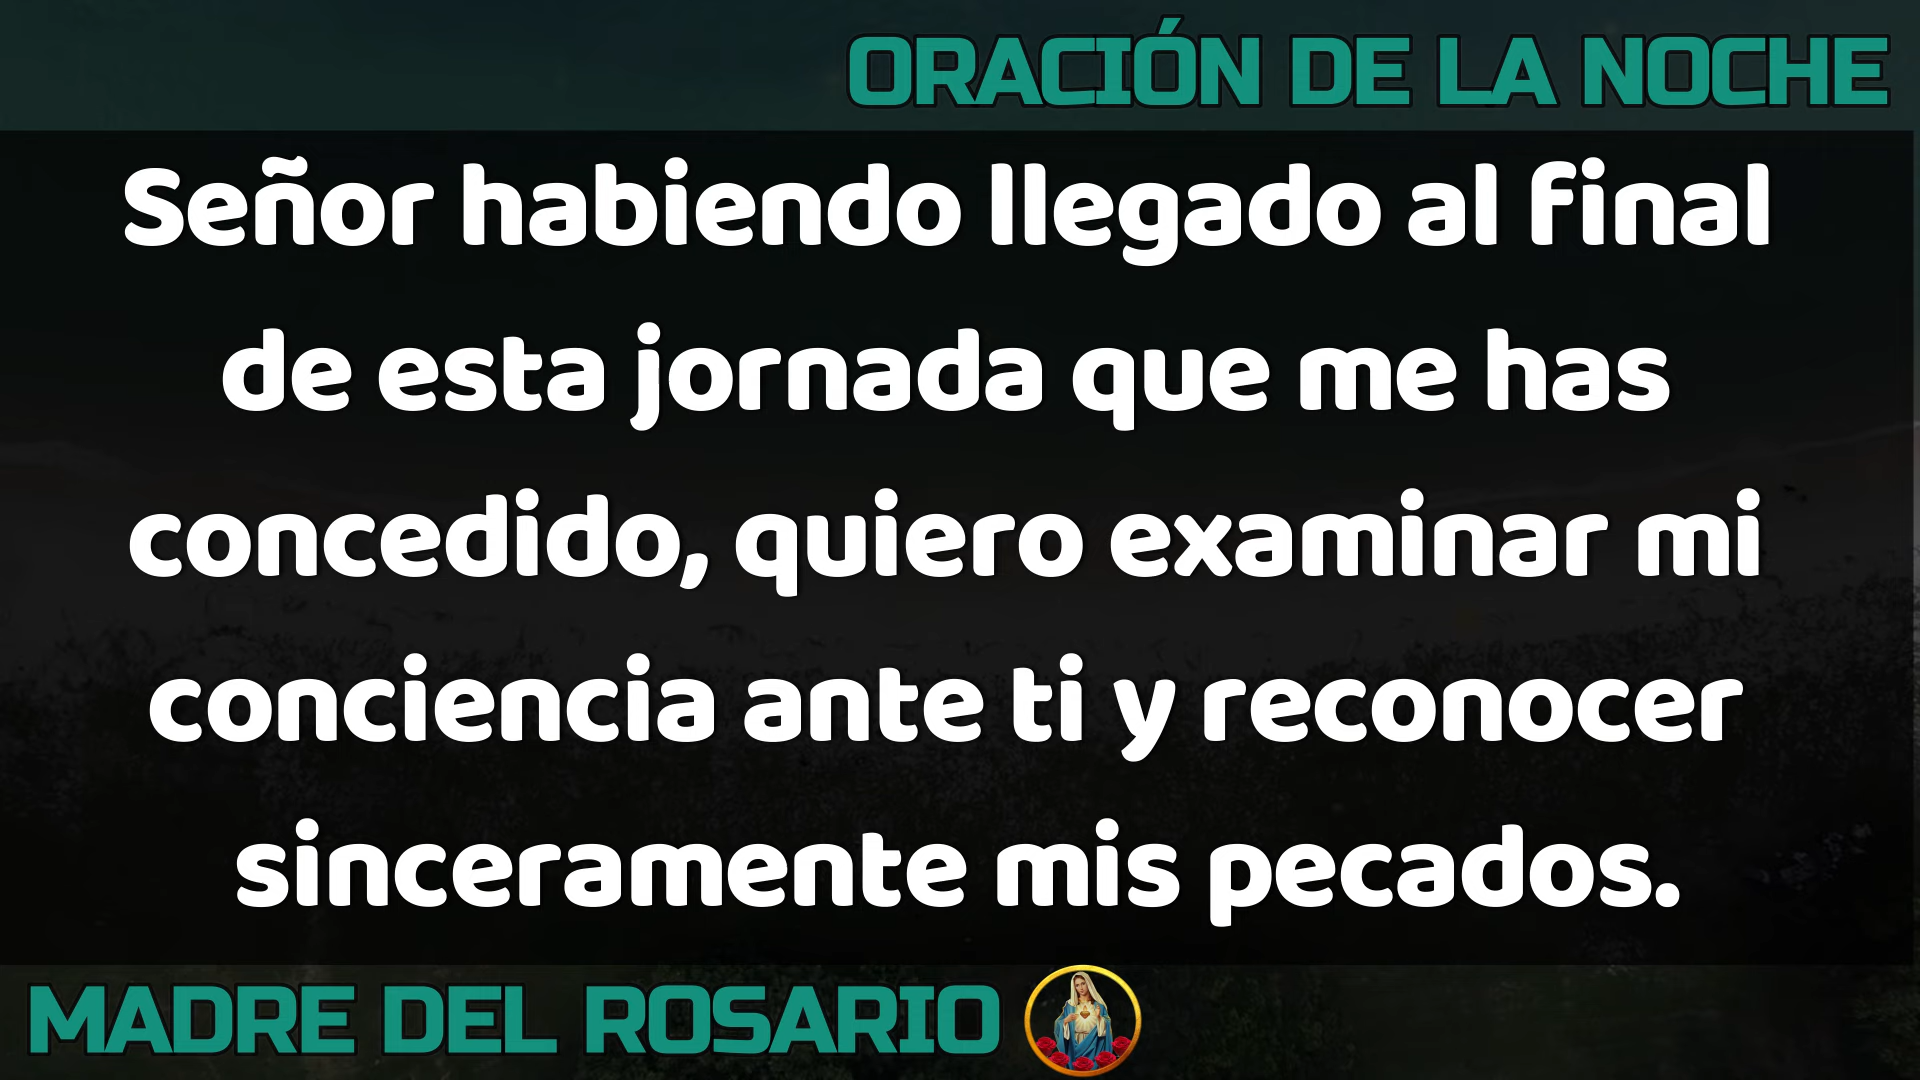 ORACIÓN DE LA NOCHE
Señor habiendo llegado al final
de esta jornada que me has
concedido, quiero examinar mi
conciencia ante ti y reconocer
sinceramente mis pecados.
MADRE DEL ROSARIO